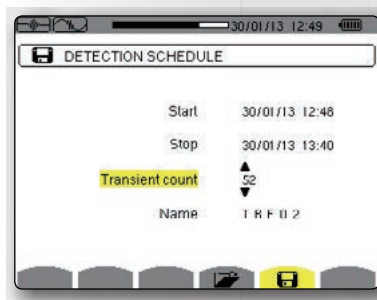 30/01/13 12:49
DETECTION SCHEDULE
Start 30/01/13 12:48
Stop 30/01/13 13:40
Transient count 52
Name